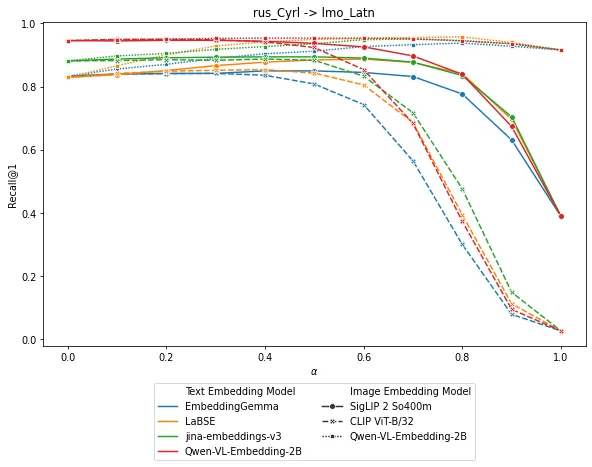 rus_Cyrl -> lmo_Latn
Recall@1
1.0
0.8
0.6
0.4
0.2
0.0
0.0 0.2 0.4 0.6 0.8 1.0
α
Text Embedding Model
EmbeddingGemma
LaBSE
jina-embeddings-v3
Qwen-VL-Embedding-2B
Image Embedding Model
SigLIP 2 So400m
CLIP ViT-B/32
Qwen-VL-Embedding-2B